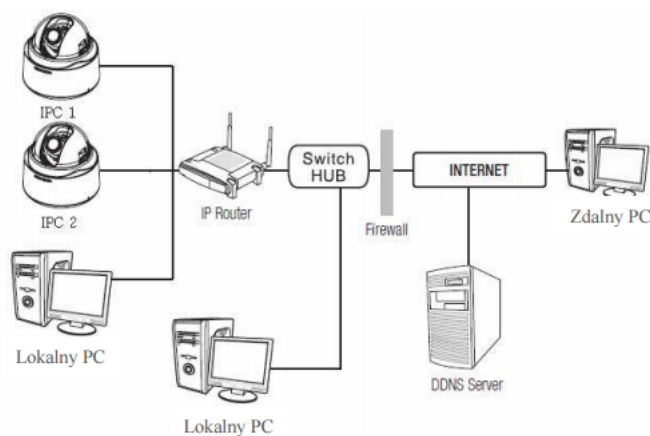 IPC 1
IPC 2
Lokalny PC
IP Router
Switch
HUB
Firewall
INTERNET
Zdalny PC
DDNS Server
Lokalny PC